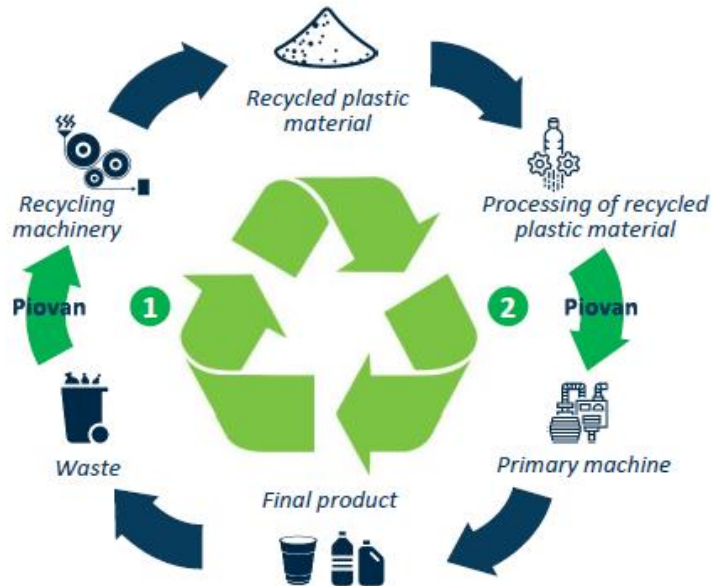 Recycled plastic
material
Recycling
machinery
Processing of recycled
plastic material
Piovan
1
2
Piovan
Waste
Primary machine
Final product